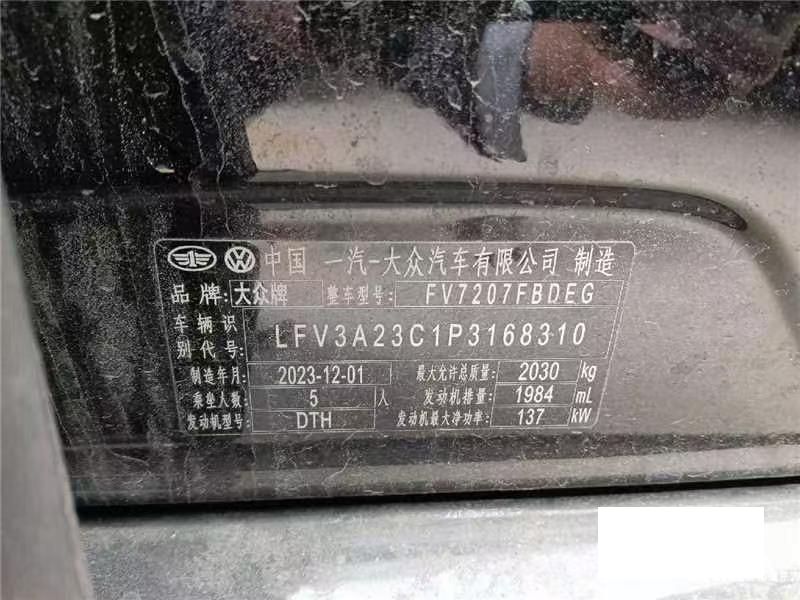 中国 一汽-大众汽车有限公司 制造
品牌: 大众牌 整车型号: FV7207FBDEG
车辆识别代号: LFV3A23C1P3168310
制造年月: 2023-12-01 最大允许总质量: 2030 kg
乘坐人数: 5 人 发动机排量: 1984 mL
发动机型号: DTH 发动机最大净功率: 137 kW